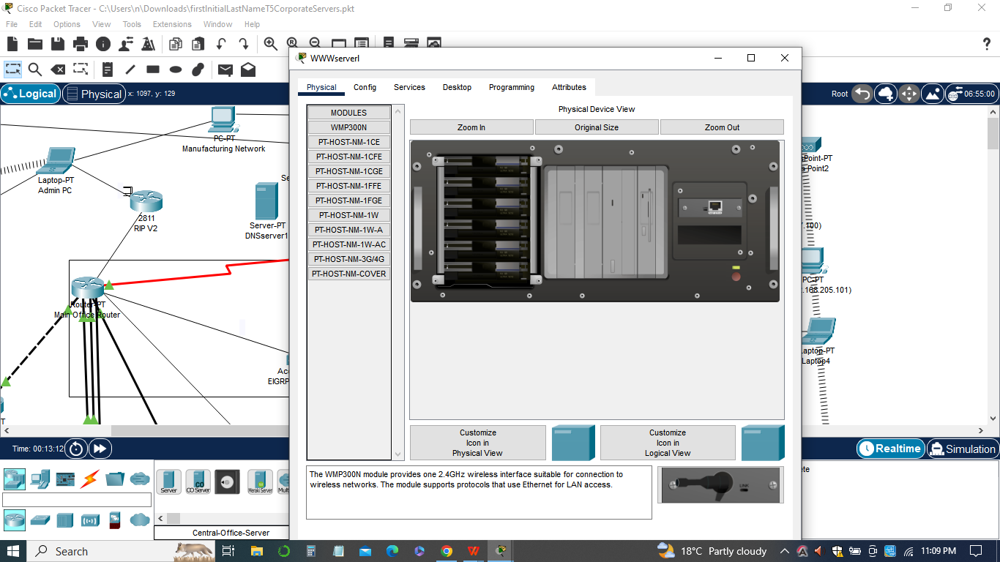 Cisco Packet Tracer - C:\Users\n\Downloads\firstInitialLastNameT5CorporateServers.pkt
File Edit Options View Tools Extensions Window Help
?
WWWserverI
Logical Physical x: 1097, y: 129
Root 06:55:00
Physical Config Services Desktop Programming Attributes
MODULES
WMP300N
PT-HOST-NM-1CE
PT-HOST-NM-1CFE
PT-HOST-NM-1CGE
PT-HOST-NM-1FFE
PT-HOST-NM-1FGE
PT-HOST-NM-1W
PT-HOST-NM-1W-A
PT-HOST-NM-1W-AC
PT-HOST-NM-3G/4G
PT-HOST-NM-COVER
Physical Device View
Zoom In Original Size Zoom Out
Customize
Icon in
Physical View
Customize
Icon in
Logical View
The WMP300N module provides one 2.4GHz wireless interface suitable for connection to
wireless networks. The module supports protocols that use Ethernet for LAN access.
LINK
PC-PT
Manufacturing Network
Laptop-PT
Admin PC
2811
RIP V2
Se
Server-PT
DNSserver1
Router-PT
Main Office Router
Acc
EIGRP
T
Point-PT
s Point2
.100)
PC-PT
.168.205.101)
Laptop-PT
Laptop4
Time: 00:13:12
Realtime Simulation
ete
Server
CO Server
Meraki Server
Mult
Central-Office-Server
Search
18°C Partly cloudy
11:09 PM